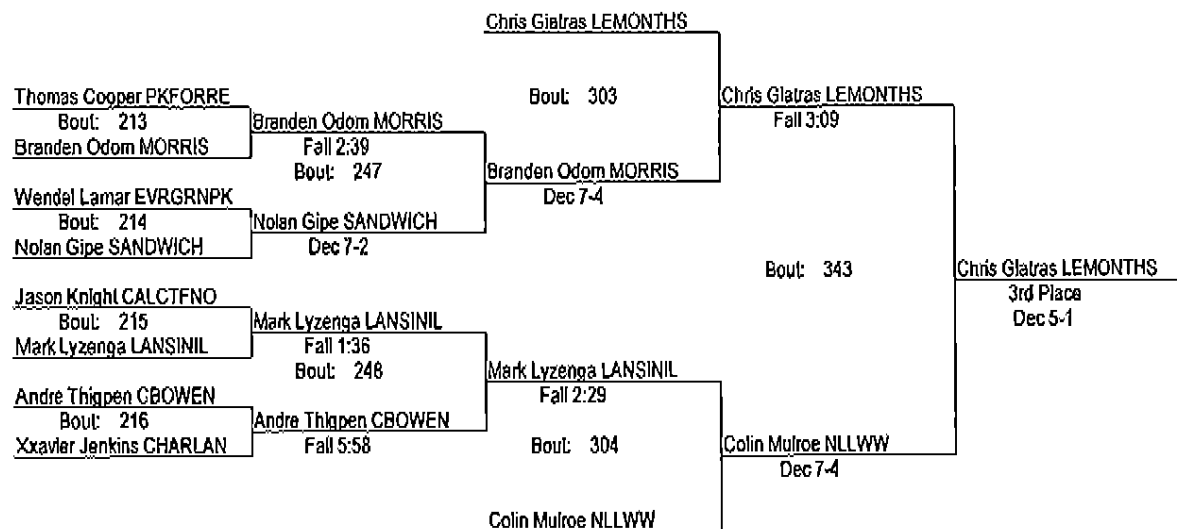 Chris Giatras LEMONTHS
Thomas Cooper PKFORRE
Bout: 303
Chris Giatras LEMONTHS
Bout: 213
Branden Odom MORRIS
Fall 3:09
Branden Odom MORRIS
Fall 2:39
Bout: 247
Branden Odom MORRIS
Wendel Lamar EVRGRNPK
Dec 7-4
Bout: 214
Nolan Gipe SANDWICH
Nolan Gipe SANDWICH
Dec 7-2
Bout: 343
Chris Giatras LEMONTHS
Jason Knight CALCTFNO
3rd Place
Bout: 215
Mark Lyzenga LANSINIL
Dec 5-1
Mark Lyzenga LANSINIL
Fall 1:36
Bout: 248
Mark Lyzenga LANSINIL
Andre Thigpen CBOWEN
Fall 2:29
Bout: 216
Andre Thigpen CBOWEN
Xxavier Jenkins CHARLAN
Fall 5:58
Bout: 304
Colin Mulroe NLLWW
Dec 7-4
Colin Mulroe NLLWW